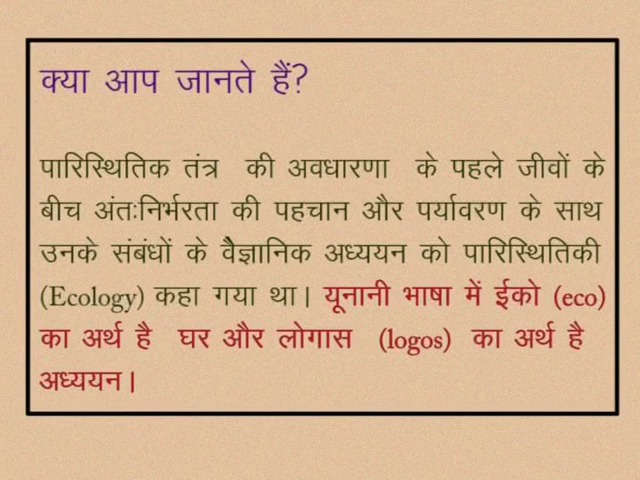 क्या आप जानते हैं?
पारिस्थितिक तंत्र की अवधारणा के पहले जीवों के
बीच अंतःनिर्भरता की पहचान और पर्यावरण के साथ
उनके संबंधों के वैज्ञानिक अध्ययन को पारिस्थितिकी
(Ecology) कहा गया था। यूनानी भाषा में ईको (eco)
का अर्थ है घर और लोगास (logos) का अर्थ है
अध्ययन।